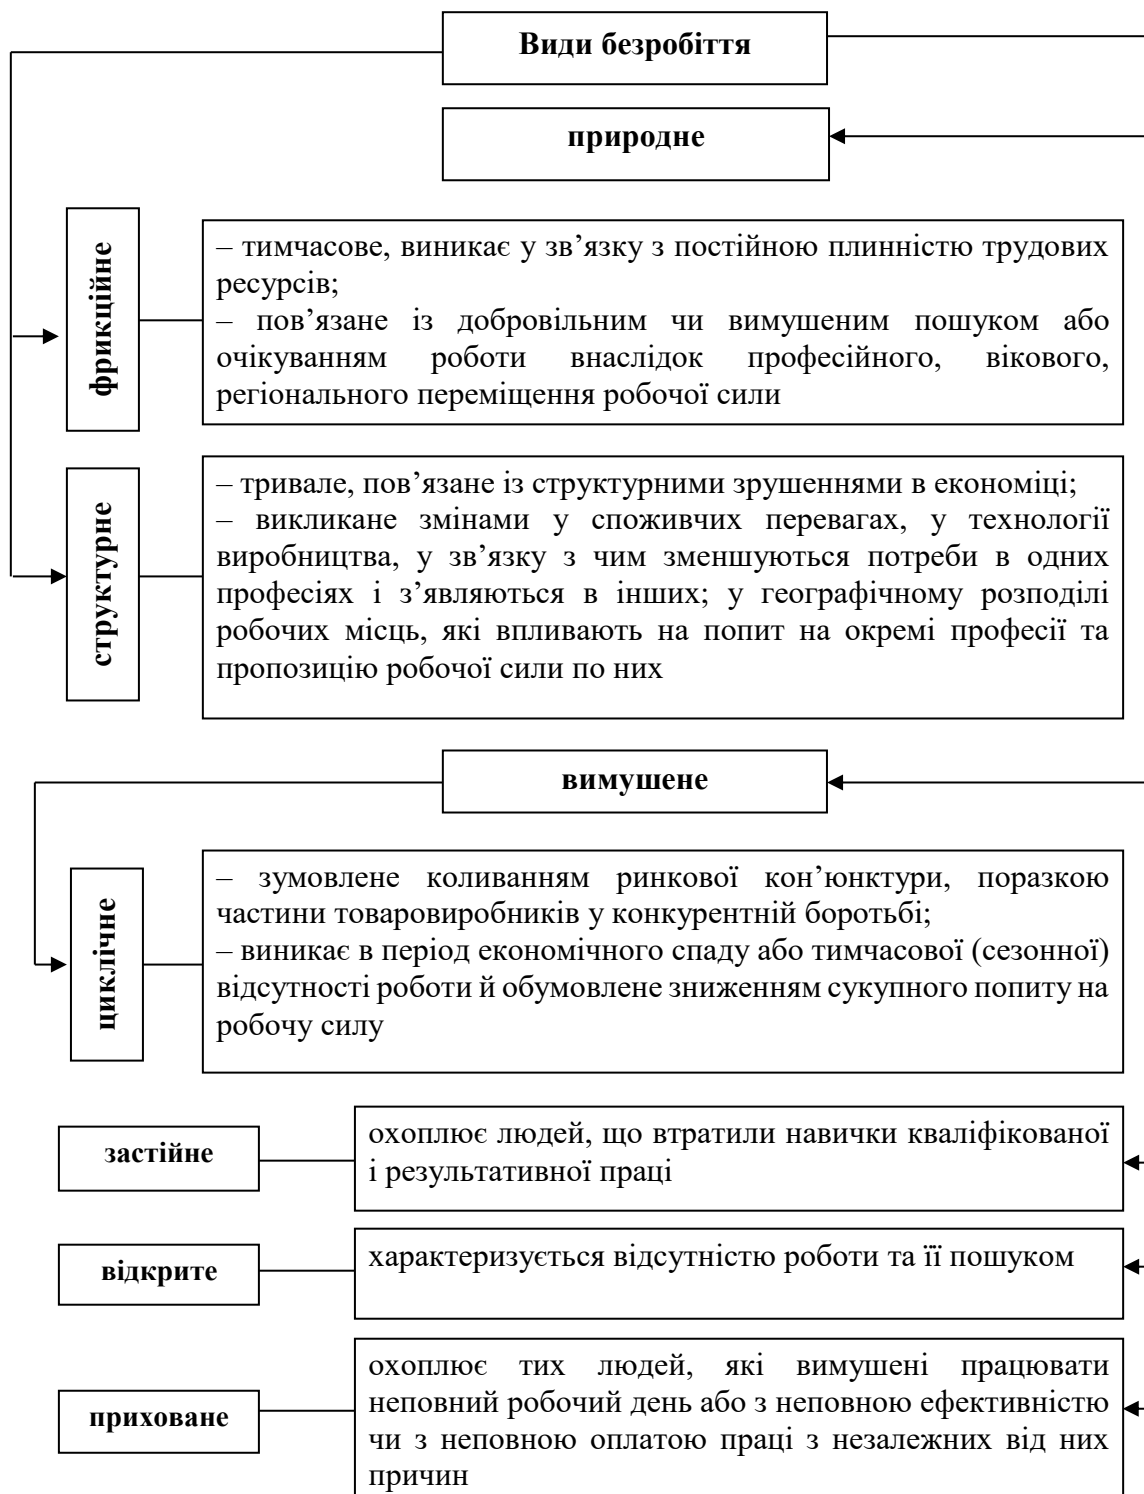 Види безробіття
природне
фрикційне
– тимчасове, виникає у зв’язку з постійною плинністю трудових
ресурсів;
– пов’язане із добровільним чи вимушеним пошуком або
очікуванням роботи внаслідок професійного, вікового,
регіонального переміщення робочої сили
структурне
– тривале, пов’язане із структурними зрушеннями в економіці;
– викликане змінами у споживчих перевагах, у технології
виробництва, у зв’язку з чим зменшуються потреби в одних
професіях і з’являються в інших; у географічному розподілі
робочих місць, які впливають на попит на окремі професії та
пропозицію робочої сили по них
вимушене
циклічне
– зумовлене коливанням ринкової кон’юнктури, поразкою
частини товаровиробників у конкурентній боротьбі;
– виникає в період економічного спаду або тимчасової (сезонної)
відсутності роботи й обумовлене зниженням сукупного попиту на
робочу силу
застійне
охоплює людей, що втратили навички кваліфікованої
і результативної праці
відкрите
характеризується відсутністю роботи та її пошуком
приховане
охоплює тих людей, які вимушені працювати
неповний робочий день або з неповною ефективністю
чи з неповною оплатою праці з незалежних від них
причин